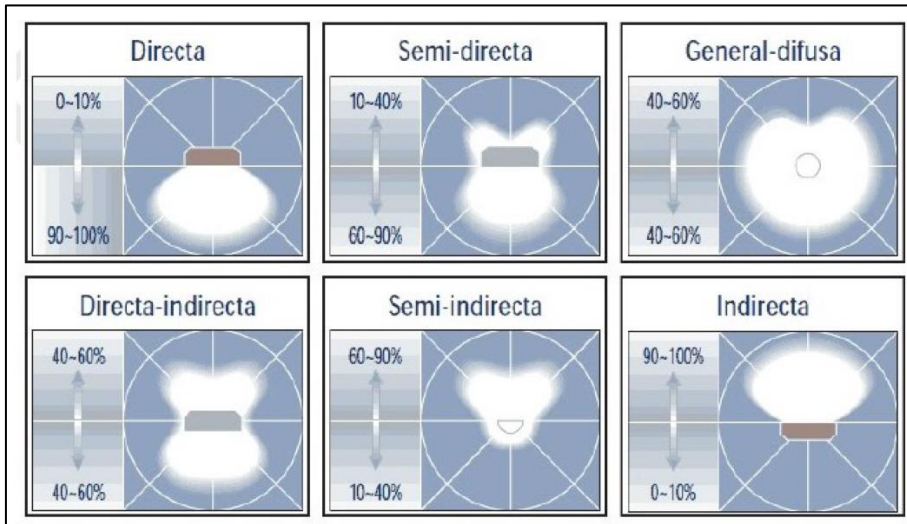 Directa
0~10%
90~100%
Semi-directa
10~40%
60~90%
General-difusa
40~60%
40~60%
Directa-indirecta
40~60%
40~60%
Semi-indirecta
60~90%
10~40%
Indirecta
90~100%
0~10%